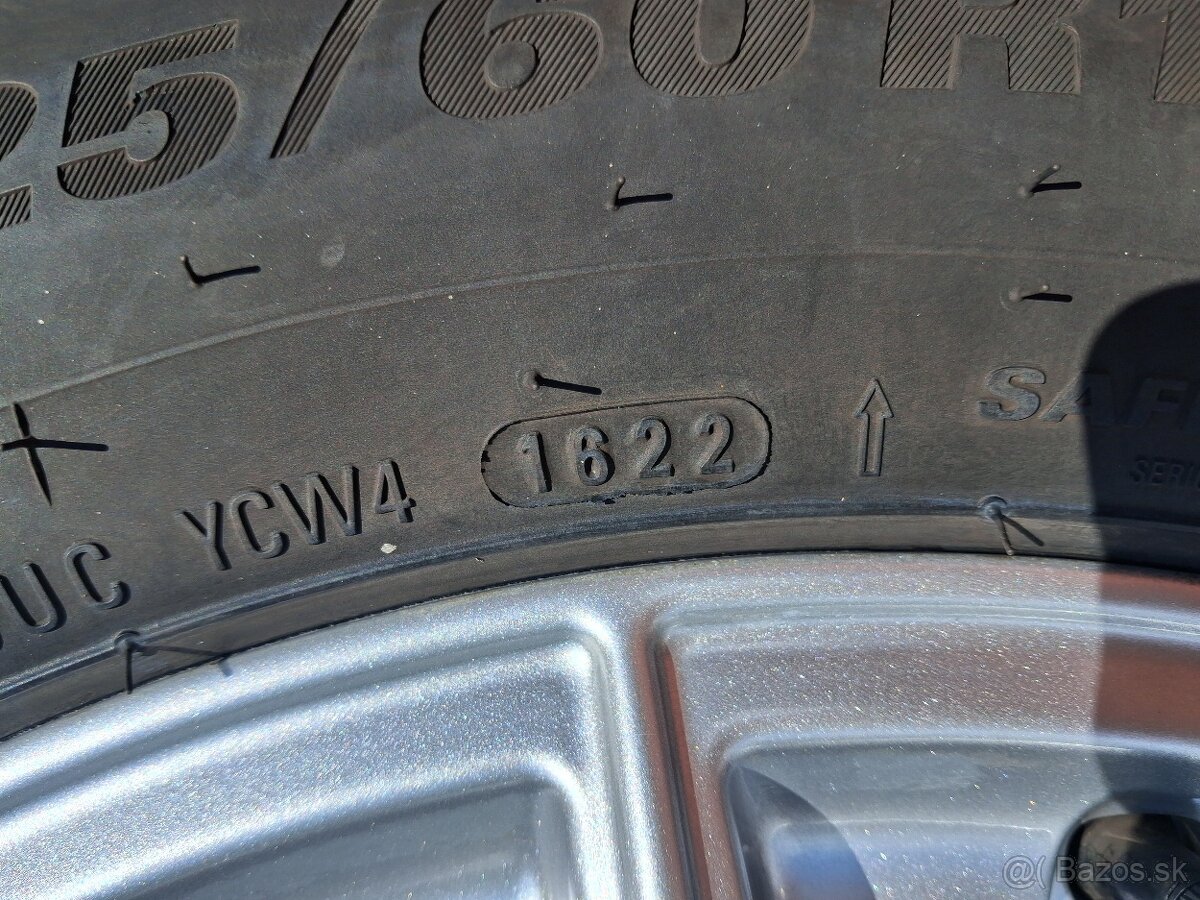 25/60 R1
UC YCW4 1622
SAF
SERI
@( Bazos.sk